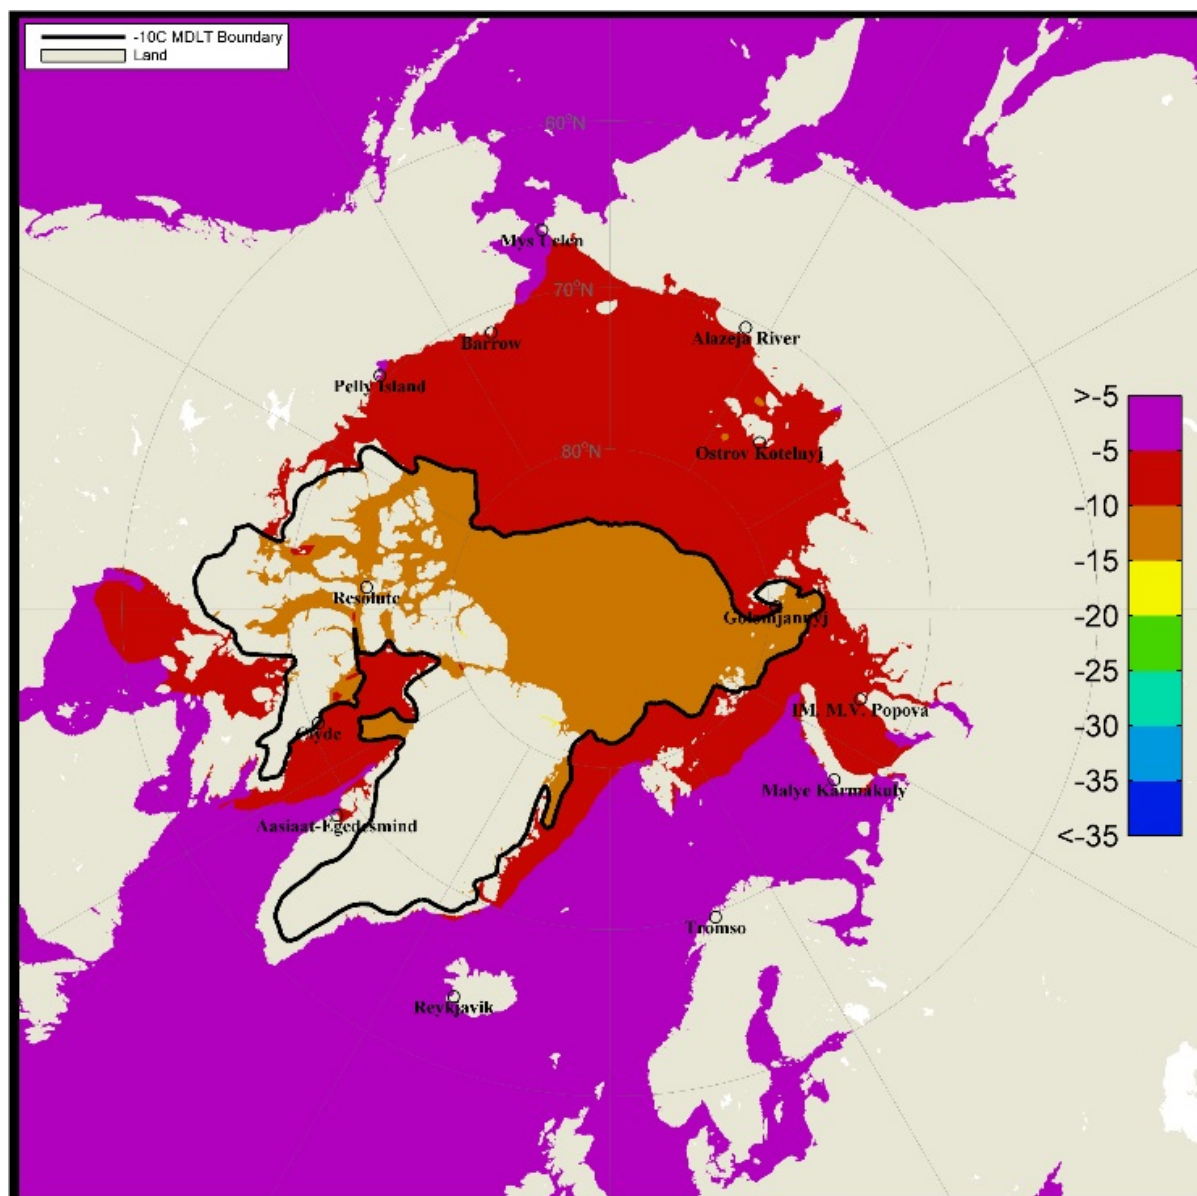 -10C MDLT Boundary
Land
60°N
Mys Uelen
70°N
Barrow
Alazeja River
Pelly Island
>-5
-5
80°N
Ostrov Kotelnyj
-10
-15
-20
Resolute
Golomjannyj
-25
-30
IM. M.V. Popova
Clyde
-35
Malye Karmakuly
Aasiaat-Egedesmind
<-35
Tromso
Reykjavik